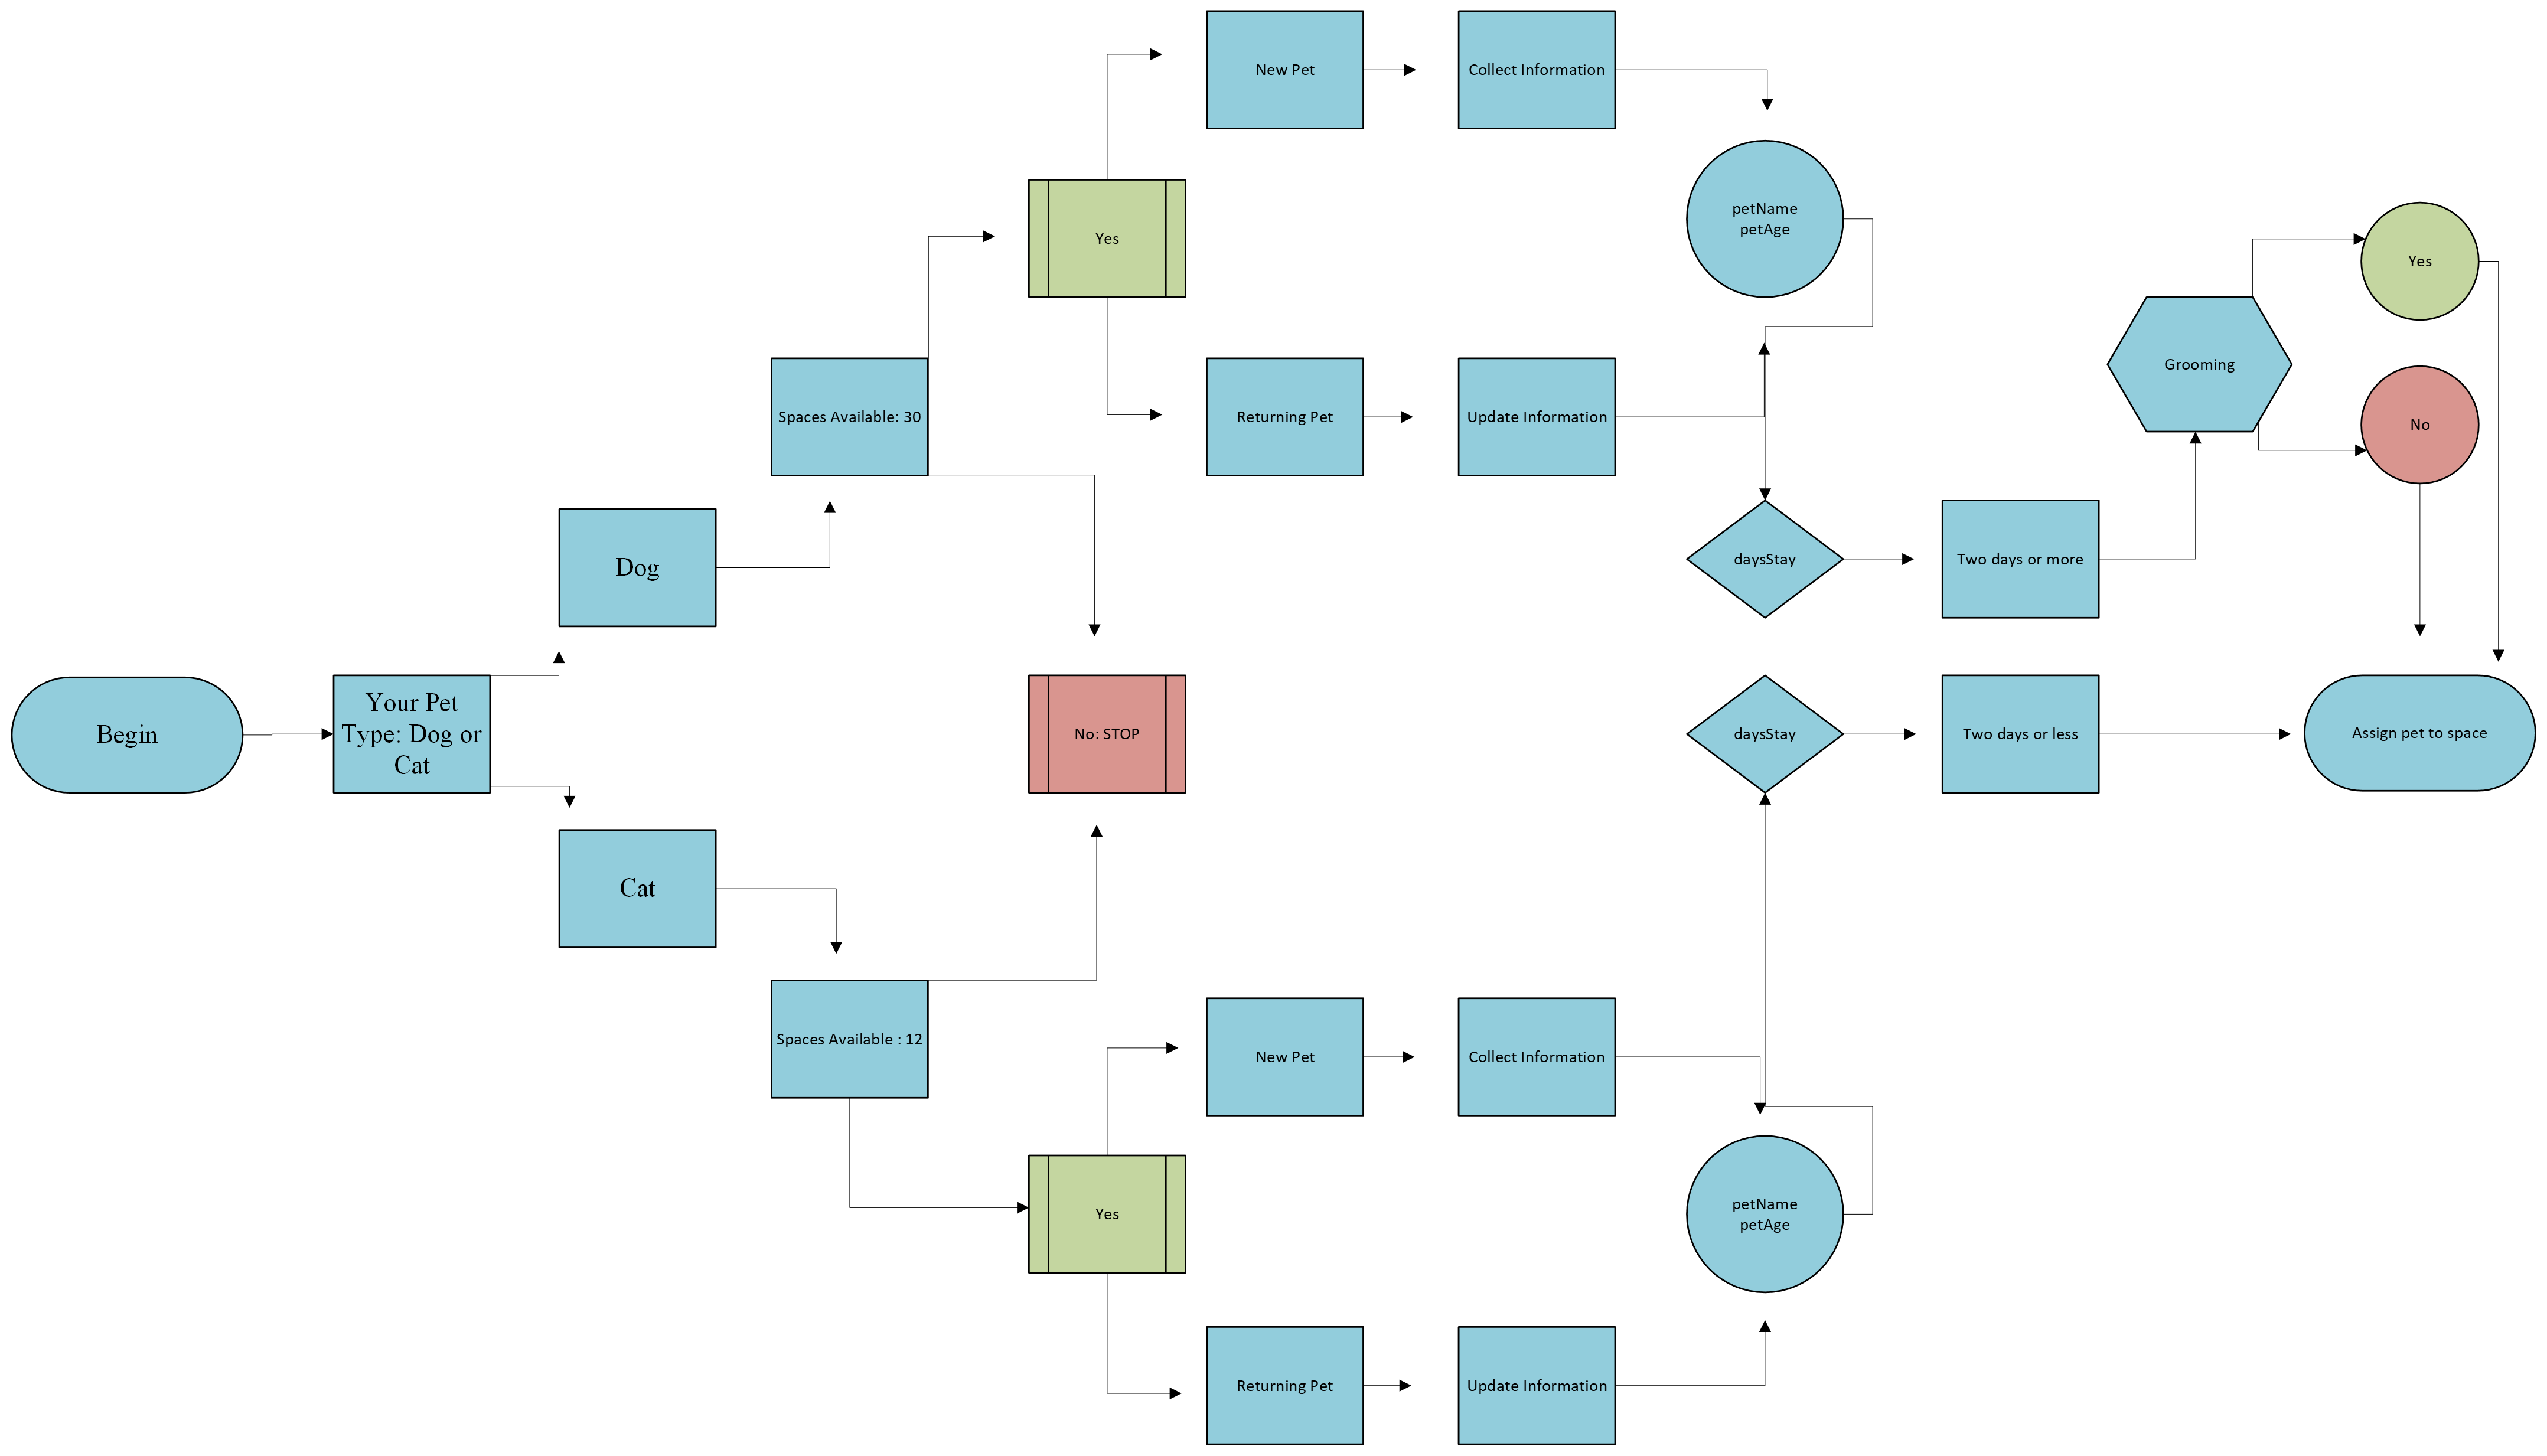 Begin
Your Pet
Type: Dog or
Cat
Dog
Cat
Spaces Available: 30
Spaces Available : 12
Yes
No: STOP
Yes
New Pet
Collect Information
Returning Pet
Update Information
petName
petAge
daysStay
Two days or more
Grooming
Yes
No
daysStay
Two days or less
Assign pet to space
New Pet
Collect Information
petName
petAge
Returning Pet
Update Information